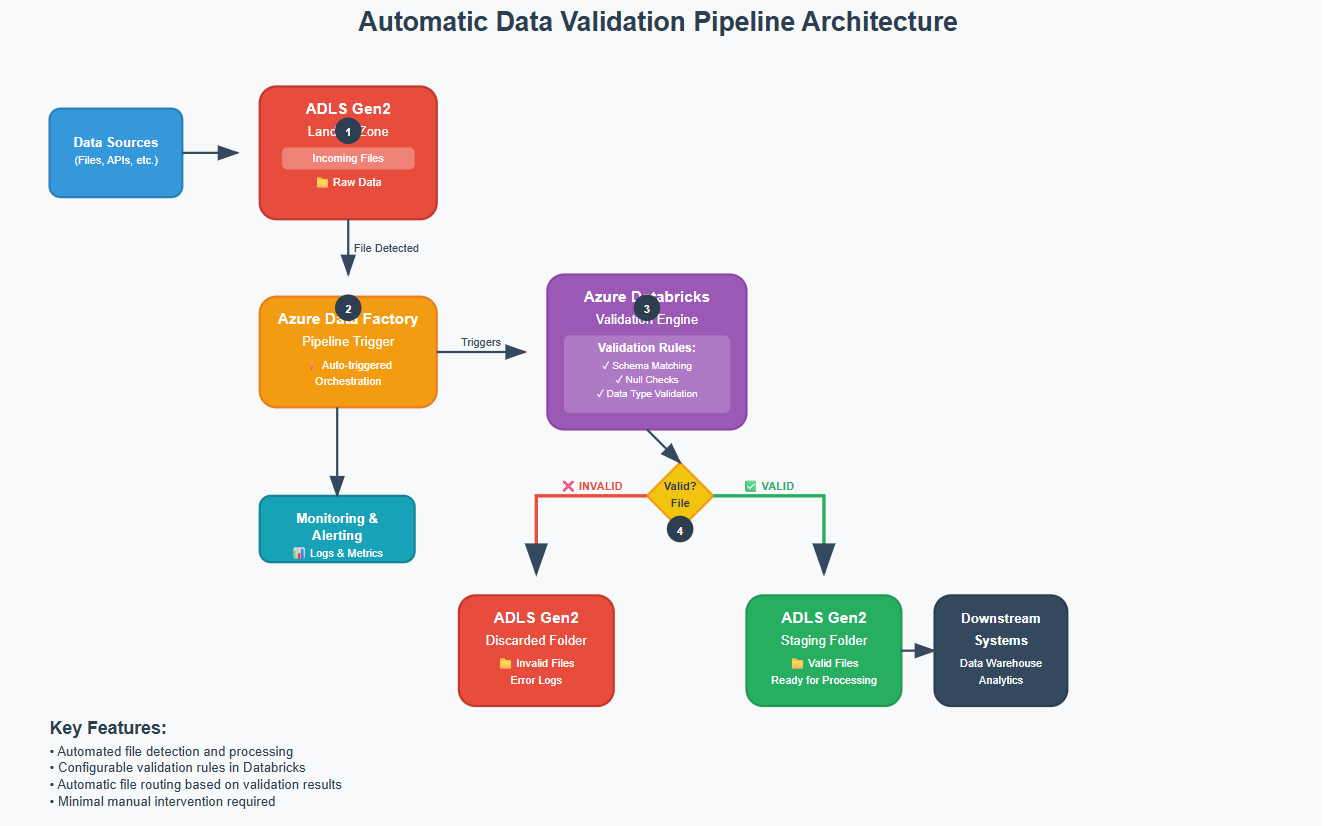 Automatic Data Validation Pipeline Architecture
Data Sources
(Files, APIs, etc.)
ADLS Gen2
1
Zone
Incoming Files
Raw Data
File Detected
2
Azure Data Factory
Pipeline Trigger
Auto-triggered
Orchestration
Triggers
Azure Databricks
3
Validation Engine
Validation Rules:
✓ Schema Matching
✓ Null Checks
✓ Data Type Validation
Monitoring &
Alerting
Logs & Metrics
❌ INVALID
Valid?
File
4
✅ VALID
ADLS Gen2
Discarded Folder
Invalid Files
Error Logs
ADLS Gen2
Staging Folder
Valid Files
Ready for Processing
Downstream
Systems
Data Warehouse
Analytics
Key Features:
• Automated file detection and processing
• Configurable validation rules in Databricks
• Automatic file routing based on validation results
• Minimal manual intervention required